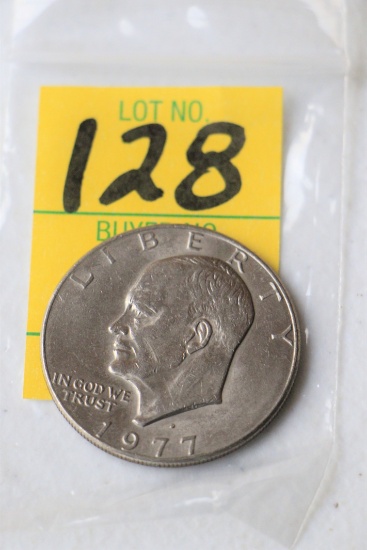 LOT NO.
128
LIBERTY
IN GOD WE
TRUST
1977